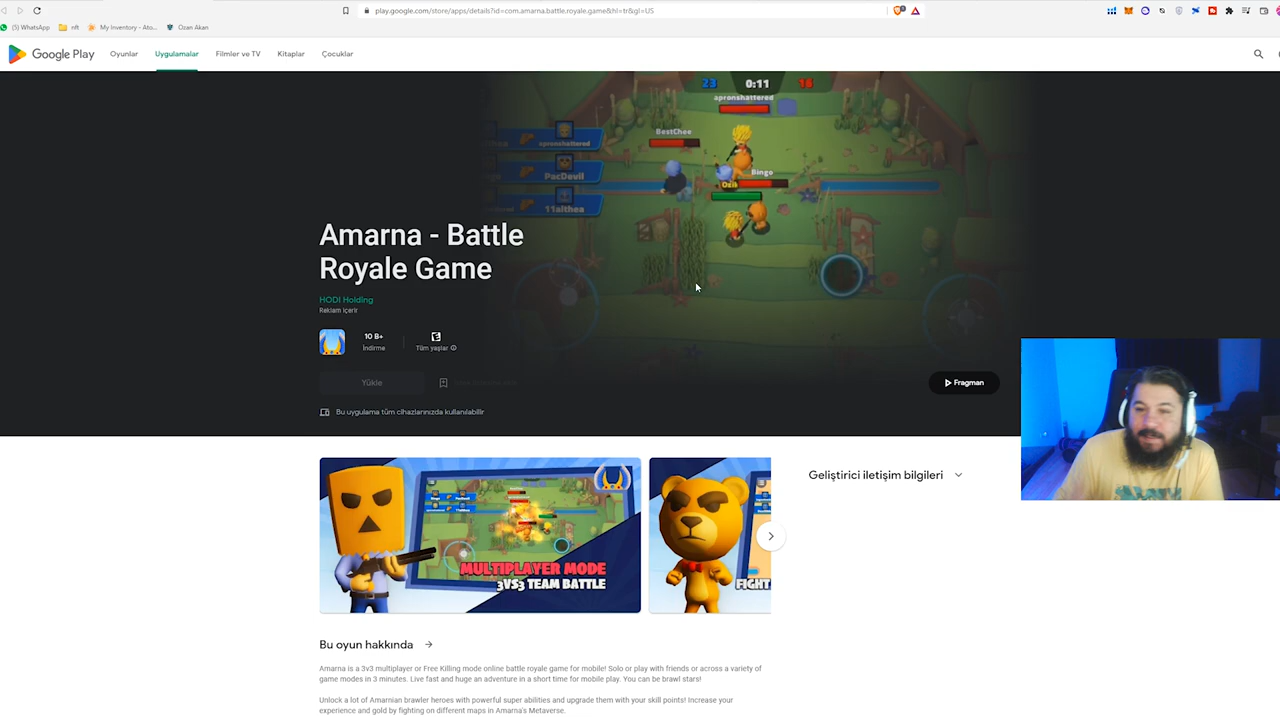 play.google.com/store/apps/details?id=com.amarna.battle.royale.game&hl=tr&gl=US
(5) WhatsApp
nft
My Inventory - Ato...
Ozan Akan
Google Play
Oyunlar
Uygulamalar
Filmler ve TV
Kitaplar
Çocuklar
23 0:11
apronshattered
BestChee
apronshattered
PacDevil
Bingo
11althea
Amarna - Battle
Royale Game
HODI Holding
Reklam içerir
10 B+
İndirme
Tüm yaşlar
Yükle
Fragman
Bu uygulama tüm cihazlarınızda kullanılabilir
Geliştirici iletişim bilgileri
MULTIPLAYER MODE
3VS3 TEAM BATTLE
FIGHT
Bu oyun hakkında
Amarna is a 3v3 multiplayer or Free Killing mode online battle royale game for mobile! Solo or play with friends or across a variety of
game modes in 3 minutes. Live fast and huge an adventure in a short time for mobile play. You can be brawl stars!
Unlock a lot of Amarnian brawler heroes with powerful super abilities and upgrade them with your skill points! Increase your
experience and gold by fighting on different maps in Amarna's Metaverse.